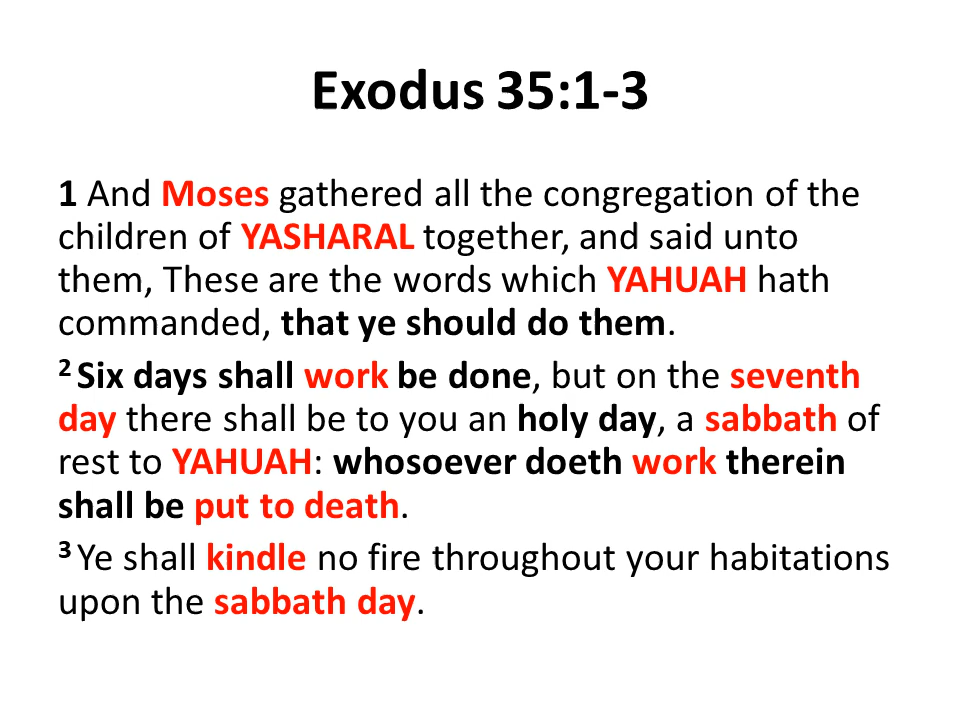 Exodus 35:1-3
1 And Moses gathered all the congregation of the
children of YASHARAL together, and said unto
them, These are the words which YAHUAH hath
commanded, that ye should do them.
2 Six days shall work be done, but on the seventh
day there shall be to you an holy day, a sabbath of
rest to YAHUAH: whosoever doeth work therein
shall be put to death.
3 Ye shall kindle no fire throughout your habitations
upon the sabbath day.